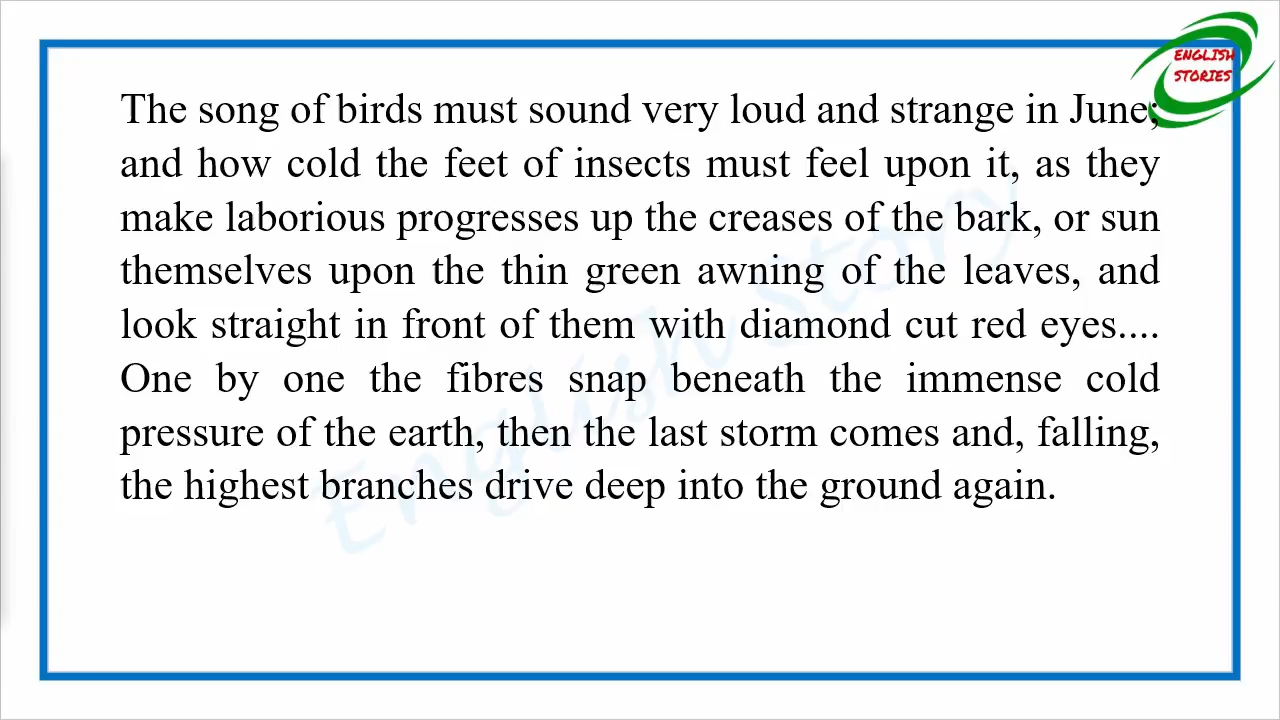 ENGLISH
STORIES
The song of birds must sound very loud and strange in June;
and how cold the feet of insects must feel upon it, as they
make laborious progresses up the creases of the bark, or sun
themselves upon the thin green awning of the leaves, and
look straight in front of them with diamond cut red eyes....
One by one the fibres snap beneath the immense cold
pressure of the earth, then the last storm comes and, falling,
the highest branches drive deep into the ground again.
English Story